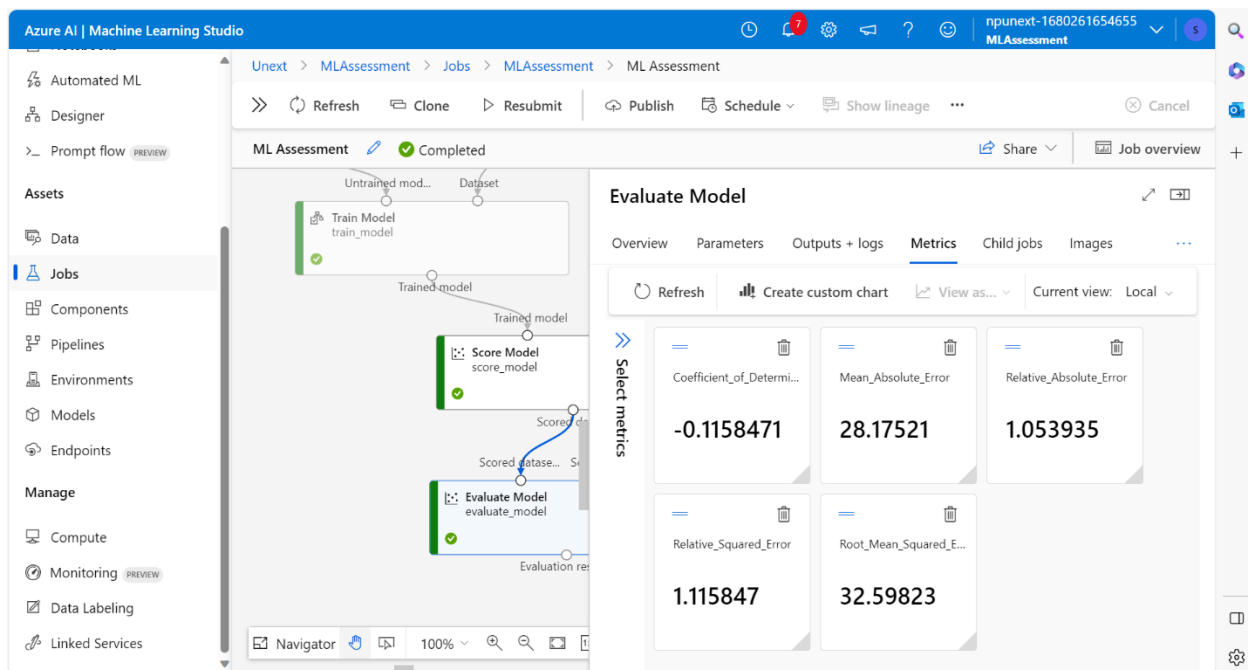 Azure AI | Machine Learning Studio
7
npunext-1680261654655
MLAssessment
S
Automated ML
Designer
Prompt flow PREVIEW
Assets
Data
Jobs
Components
Pipelines
Environments
Models
Endpoints
Manage
Compute
Monitoring PREVIEW
Data Labeling
Linked Services
Unext > MLAssessment > Jobs > MLAssessment > ML Assessment
Refresh Clone Resubmit Publish Schedule Show lineage ... Cancel
ML Assessment Completed Share Job overview
Untrained mod... Dataset
Train Model
train_model
Trained model
Trained model
Score Model
score_model
Scored da
Scored datase... Sc
Evaluate Model
evaluate_model
Evaluation res
Navigator 100%
Evaluate Model
Overview Parameters Outputs + logs Metrics Child jobs Images ...
Refresh Create custom chart View as... Current view: Local
Select metrics
Coefficient_of_Determi... Mean_Absolute_Error Relative_Absolute_Error
-0.1158471 28.17521 1.053935
Relative_Squared_Error Root_Mean_Squared_E...
1.115847 32.59823